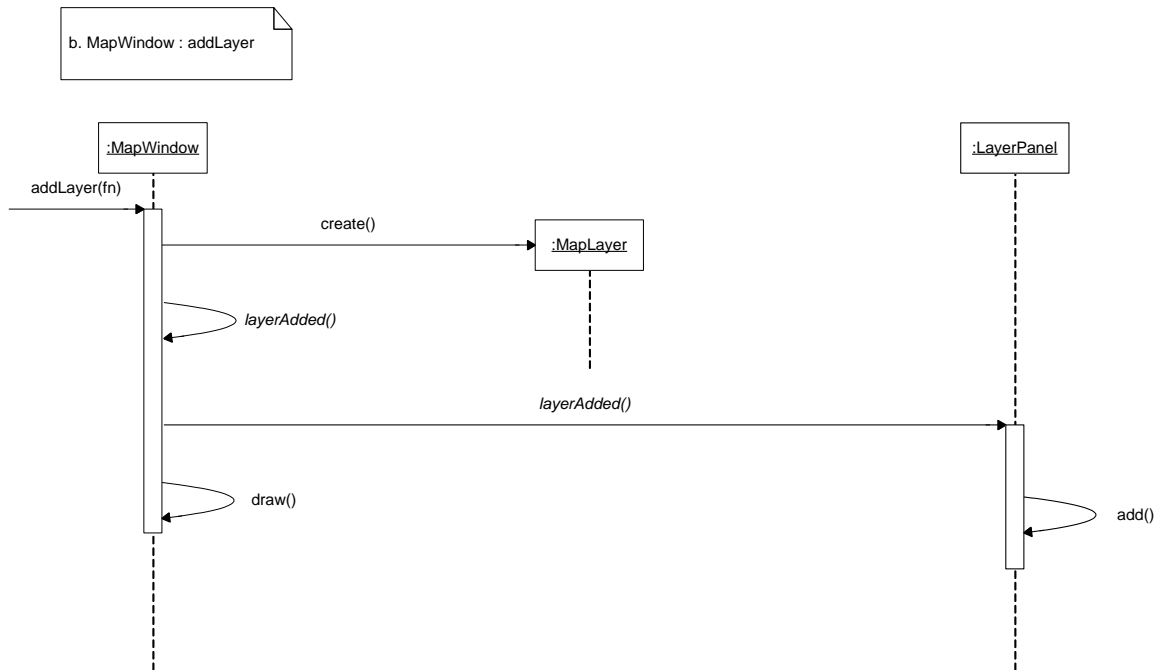 b. MapWindow : addLayer
:MapWindow
:LayerPanel
addLayer(fn)
create()
:MapLayer
layerAdded()
layerAdded()
draw()
add()